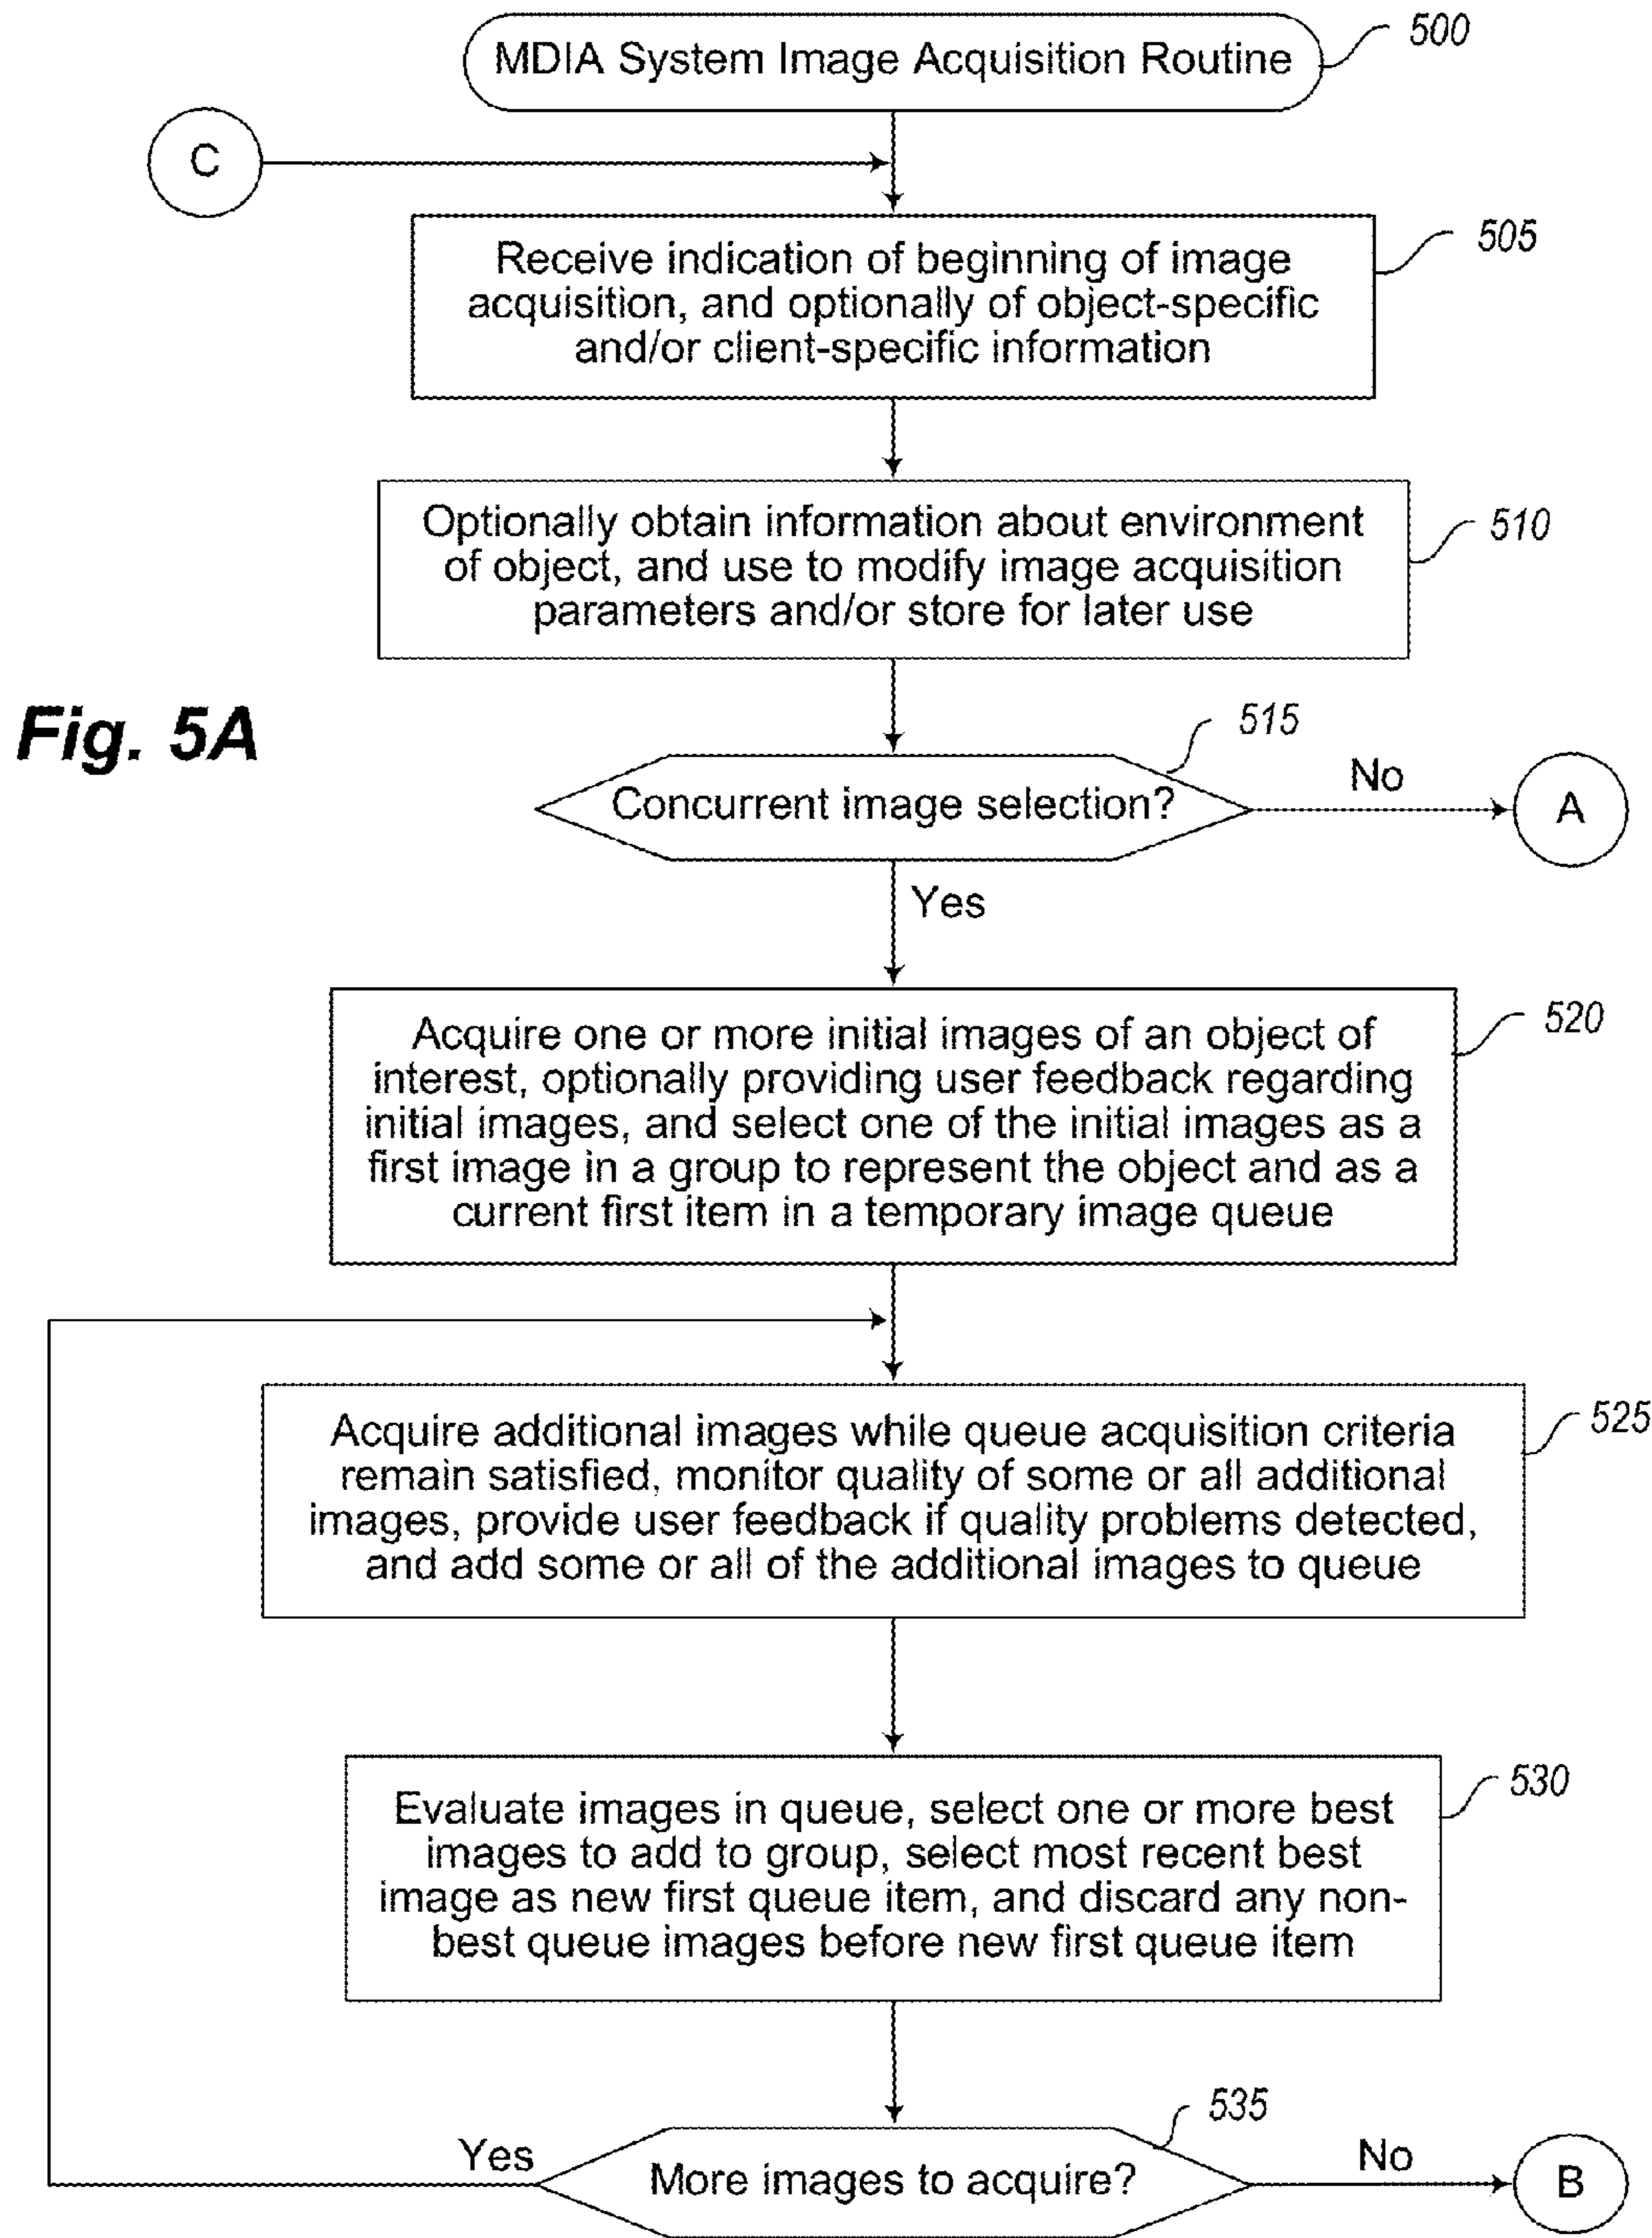 MDIA System Image Acquisition Routine
500
C
Receive indication of beginning of image
acquisition, and optionally of object-specific
and/or client-specific information
505
Optionally obtain information about environment
of object, and use to modify image acquisition
parameters and/or store for later use
510
Fig. 5A
515
Concurrent image selection?
No
A
Yes
Acquire one or more initial images of an object of
interest, optionally providing user feedback regarding
initial images, and select one of the initial images as a
first image in a group to represent the object and as a
current first item in a temporary image queue
520
Acquire additional images while queue acquisition criteria
remain satisfied, monitor quality of some or all additional
images, provide user feedback if quality problems detected,
and add some or all of the additional images to queue
525
Evaluate images in queue, select one or more best
images to add to group, select most recent best
image as new first queue item, and discard any non-
best queue images before new first queue item
530
535
Yes
More images to acquire?
No
B